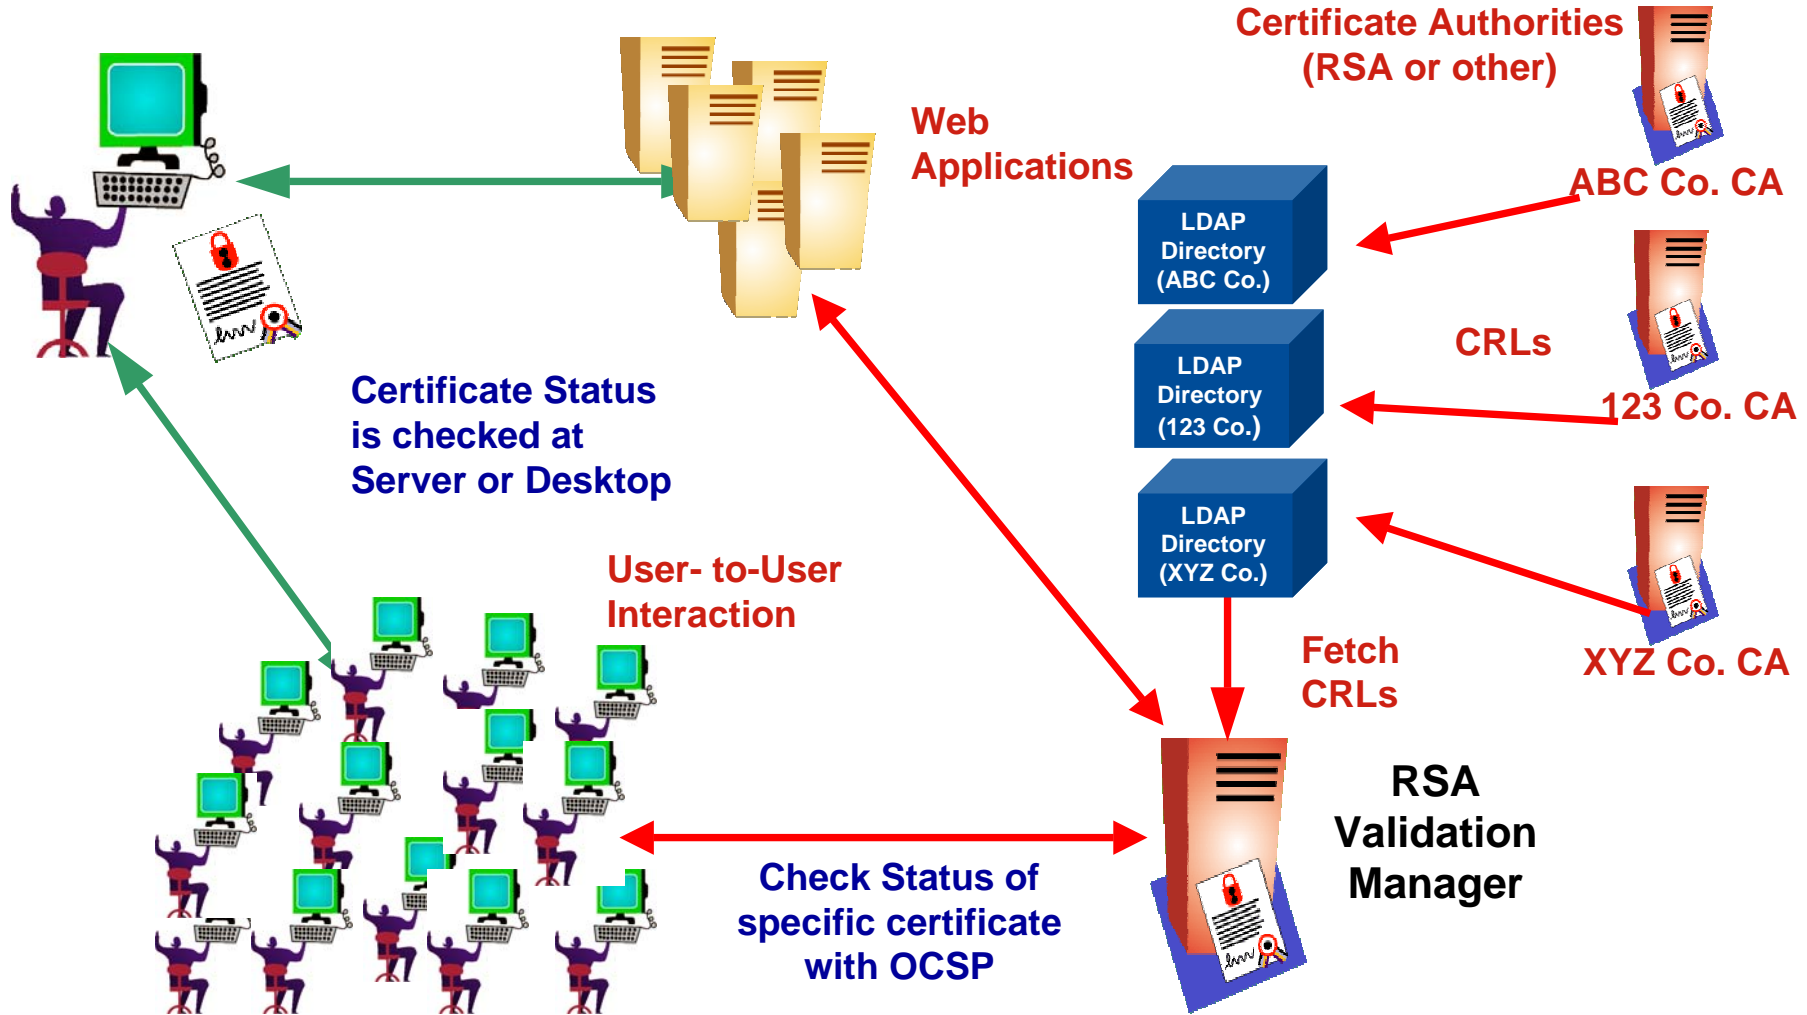 Certificate Authorities
(RSA or other)
Web
Applications
ABC Co. CA
LDAP
Directory
(ABC Co.)
CRLs
LDAP
Directory
(123 Co.)
123 Co. CA
Certificate Status
is checked at
Server or Desktop
LDAP
Directory
(XYZ Co.)
User- to-User
Interaction
Fetch
CRLs
XYZ Co. CA
RSA
Validation
Manager
Check Status of
specific certificate
with OCSP